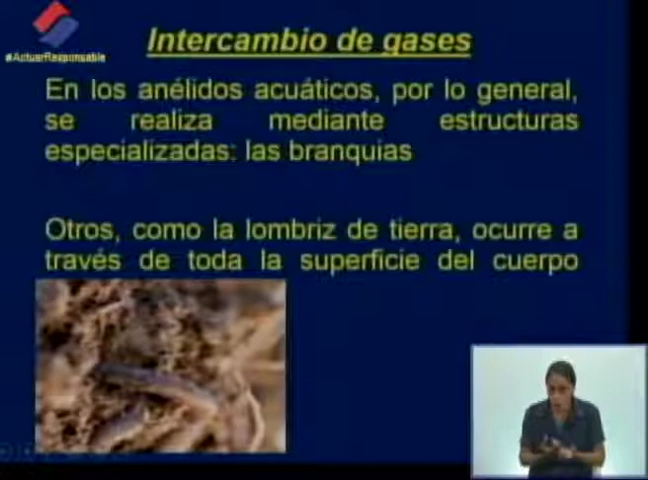 #ActuarResponsable
Intercambio de gases
En los anélidos acuáticos, por lo general,
se realiza mediante estructuras
especializadas: las branquias
Otros, como la lombriz de tierra, ocurre a
través de toda la superficie del cuerpo